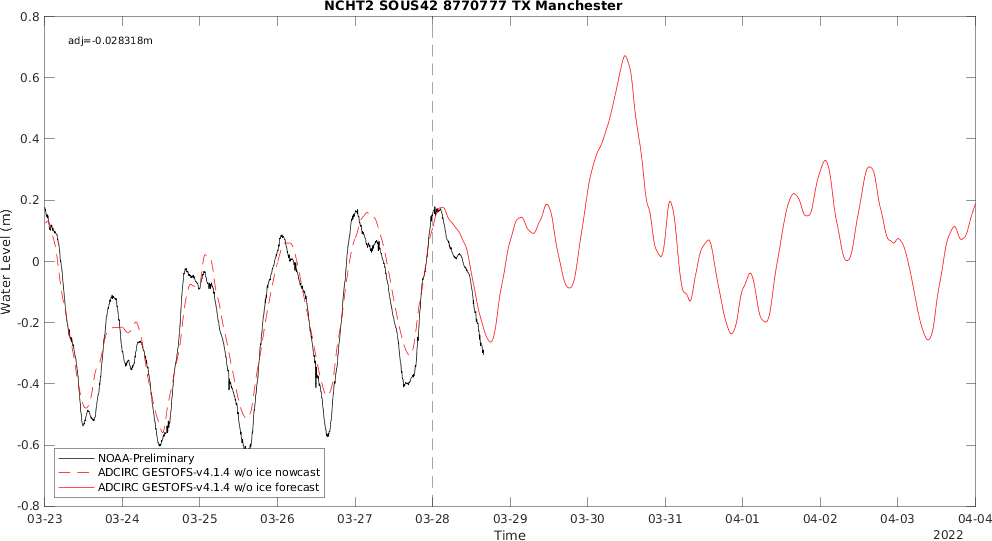 NCHT2 SOUS42 8770777 TX Manchester
adj=-0.028318m
0.8
0.6
0.4
0.2
0
-0.2
-0.4
-0.6
-0.8
Water Level (m)
NOAA-Preliminary
ADCIRC GESTOFS-v4.1.4 w/o ice nowcast
ADCIRC GESTOFS-v4.1.4 w/o ice forecast
03-23 03-24 03-25 03-26 03-27 03-28 03-29 03-30 03-31 04-01 04-02 04-03 04-04
Time
2022